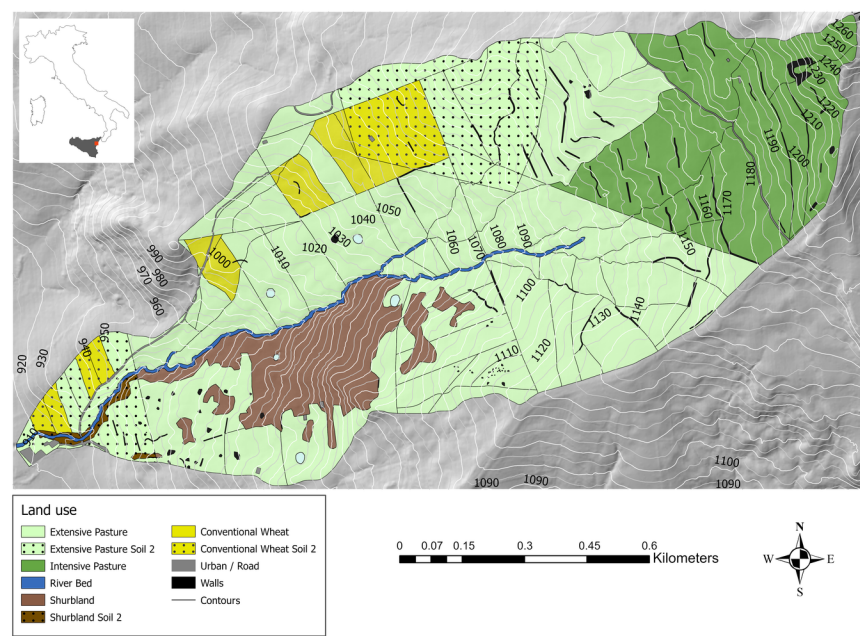 1260
1250
1240
1230
1220
1210
1200
1190
1180
1170
1160
1150
1050
1040
1030
1020
1010
1000
1060
1070
1080
1090
990
980
970
960
950
940
930
920
910
1100
1140
1130
1120
1110
1100
1090
1090
1090
Land use
Extensive Pasture
Conventional Wheat
Extensive Pasture Soil 2
Conventional Wheat Soil 2
Intensive Pasture
Urban / Road
River Bed
Walls
Shurbland
Contours
Shurbland Soil 2
0 0.07 0.15 0.3 0.45 0.6
Kilometers
N
W E
S